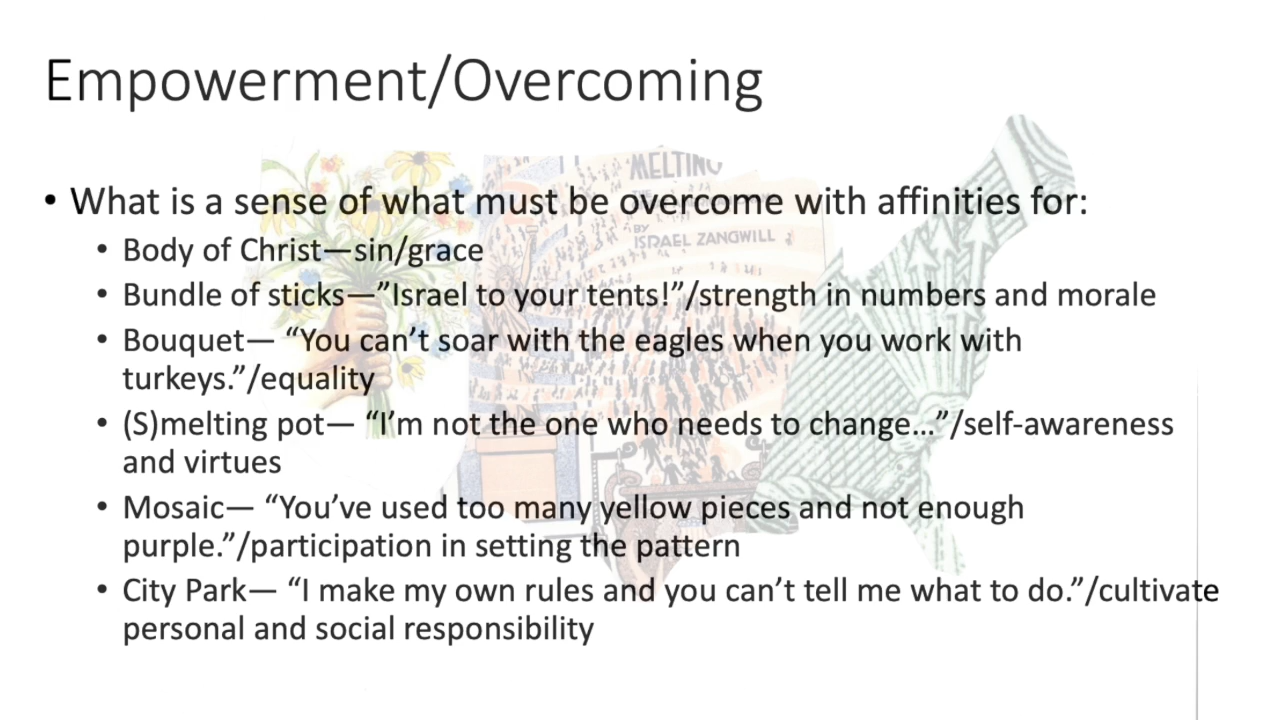 Empowerment/Overcoming
MELTING
• What is a sense of what must be overcome with affinities for:
BY
ISRAEL ZANGWILL
• Body of Christ—sin/grace
• Bundle of sticks—”Israel to your tents!”/strength in numbers and morale
• Bouquet— “You can’t soar with the eagles when you work with
turkeys.”/equality
• (S)melting pot— “I’m not the one who needs to change…”/self-awareness
and virtues
• Mosaic— “You’ve used too many yellow pieces and not enough
purple.”/participation in setting the pattern
• City Park— “I make my own rules and you can’t tell me what to do.”/cultivate
personal and social responsibility